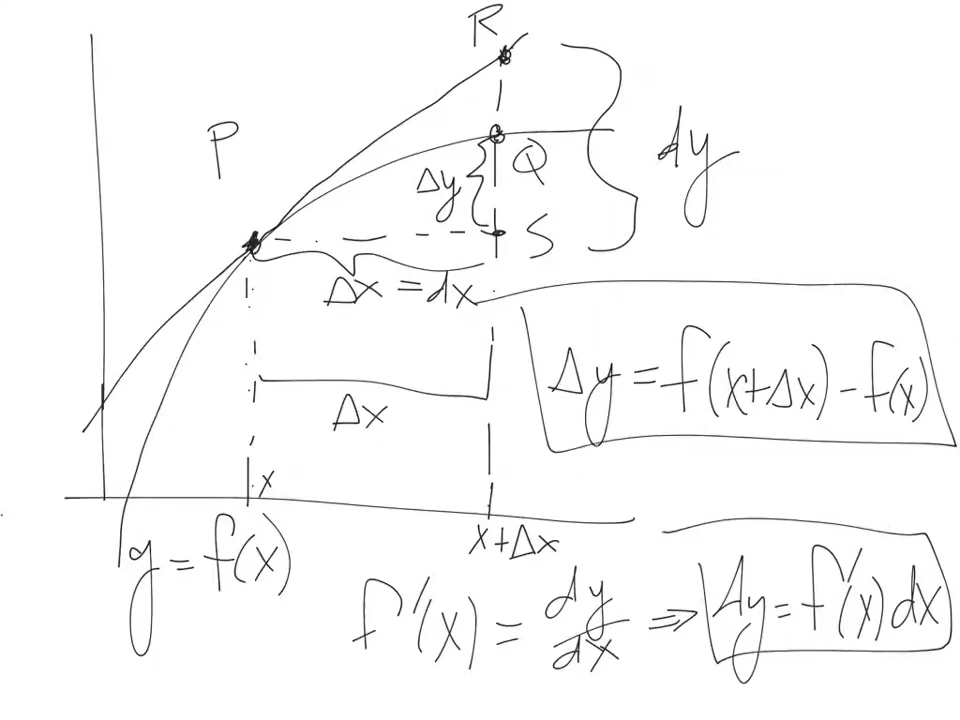 R
P
dy
Q
Δy
S
Δx = dx
Δy = f(x+Δx) - f(x)
Δx
x
x+Δx
y = f(x)
f'(x) = dy/dx ⇒ dy = f'(x) dx